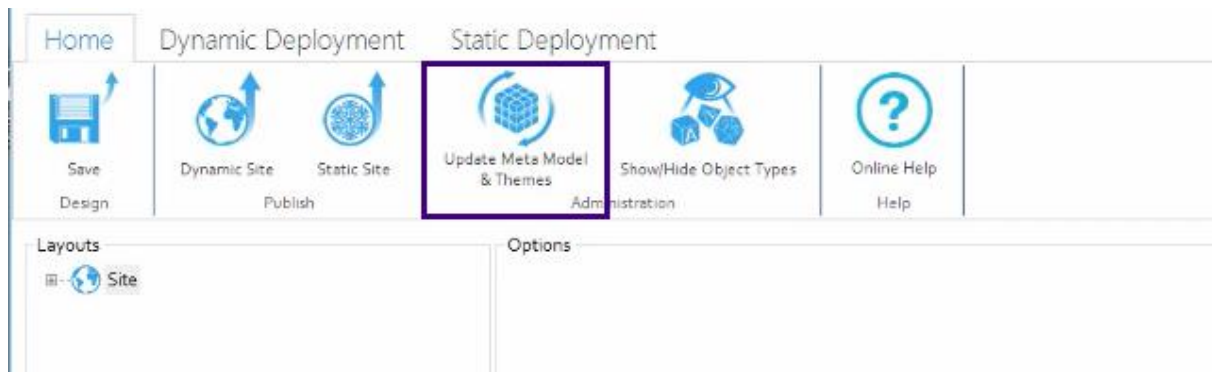 Home Dynamic Deployment Static Deployment
Save Dynamic Site Static Site Update Meta Model & Themes Show/Hide Object Types Online Help
Design Publish Administration Help
Layouts Options
Site